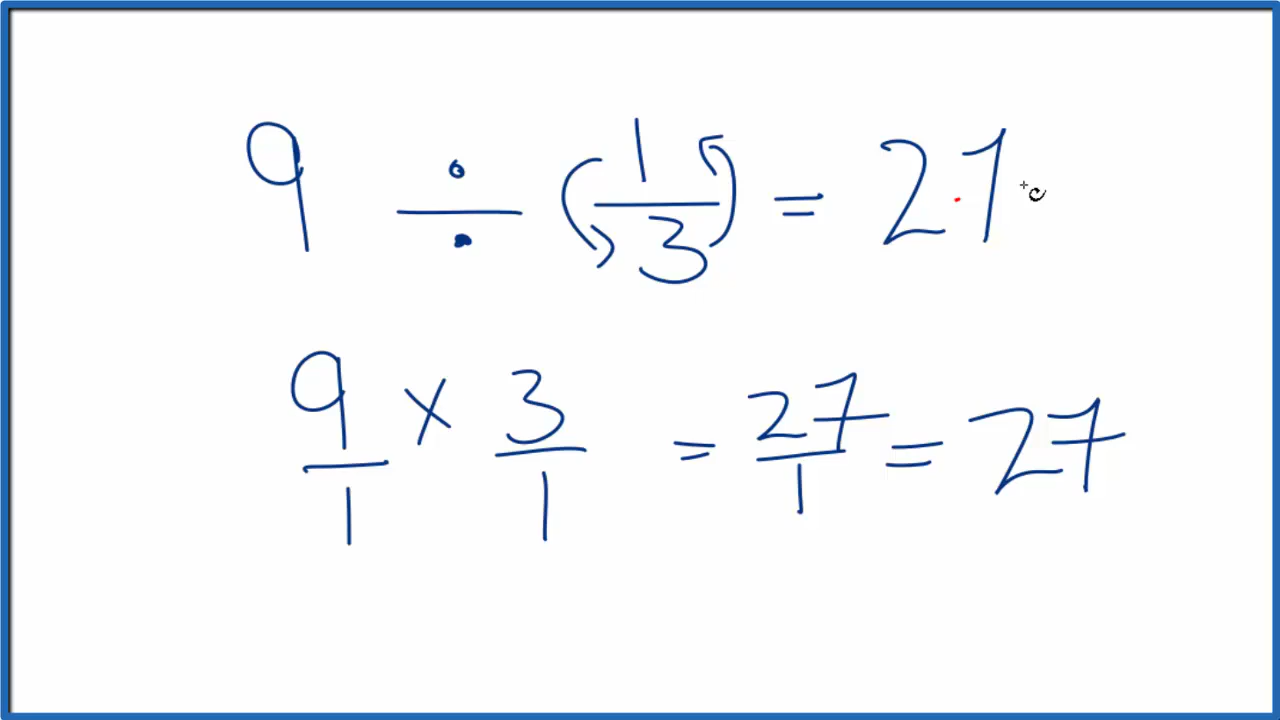 9 ÷ (1/3) = 27
9/1 × 3/1 = 27/1 = 27